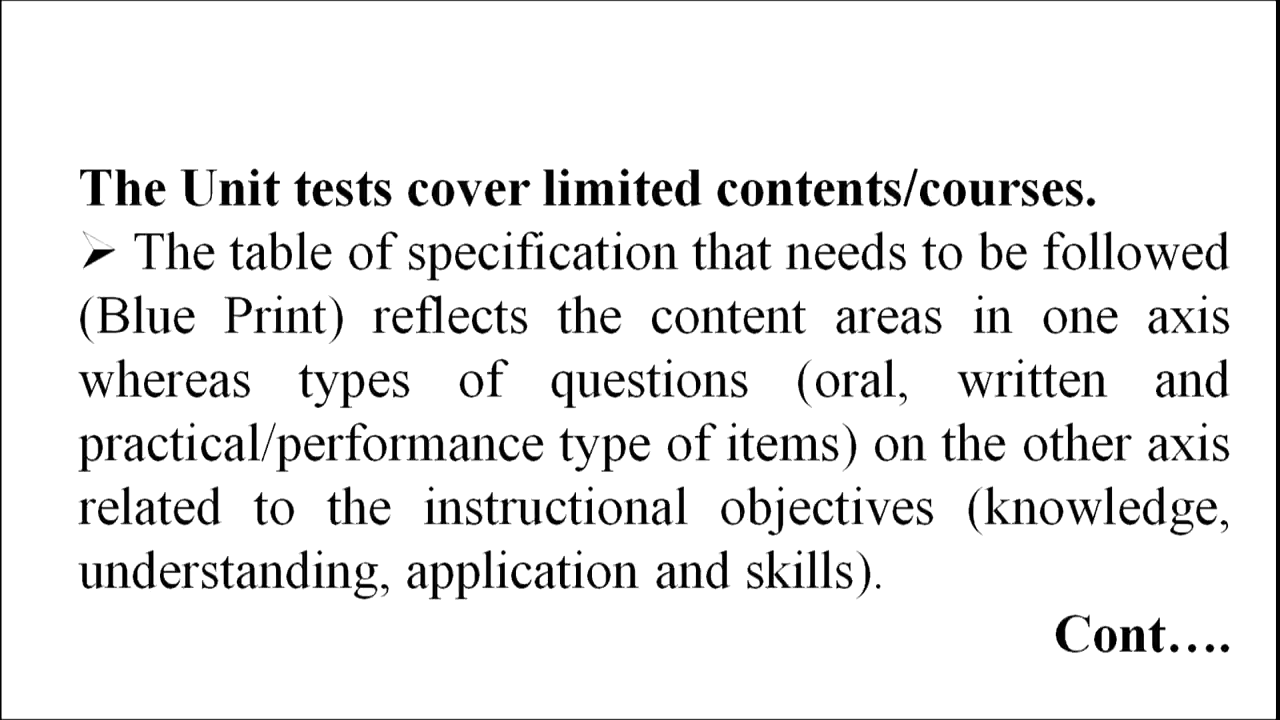 The Unit tests cover limited contents/courses.
➢ The table of specification that needs to be followed
(Blue Print) reflects the content areas in one axis
whereas types of questions (oral, written and
practical/performance type of items) on the other axis
related to the instructional objectives (knowledge,
understanding, application and skills).
Cont….